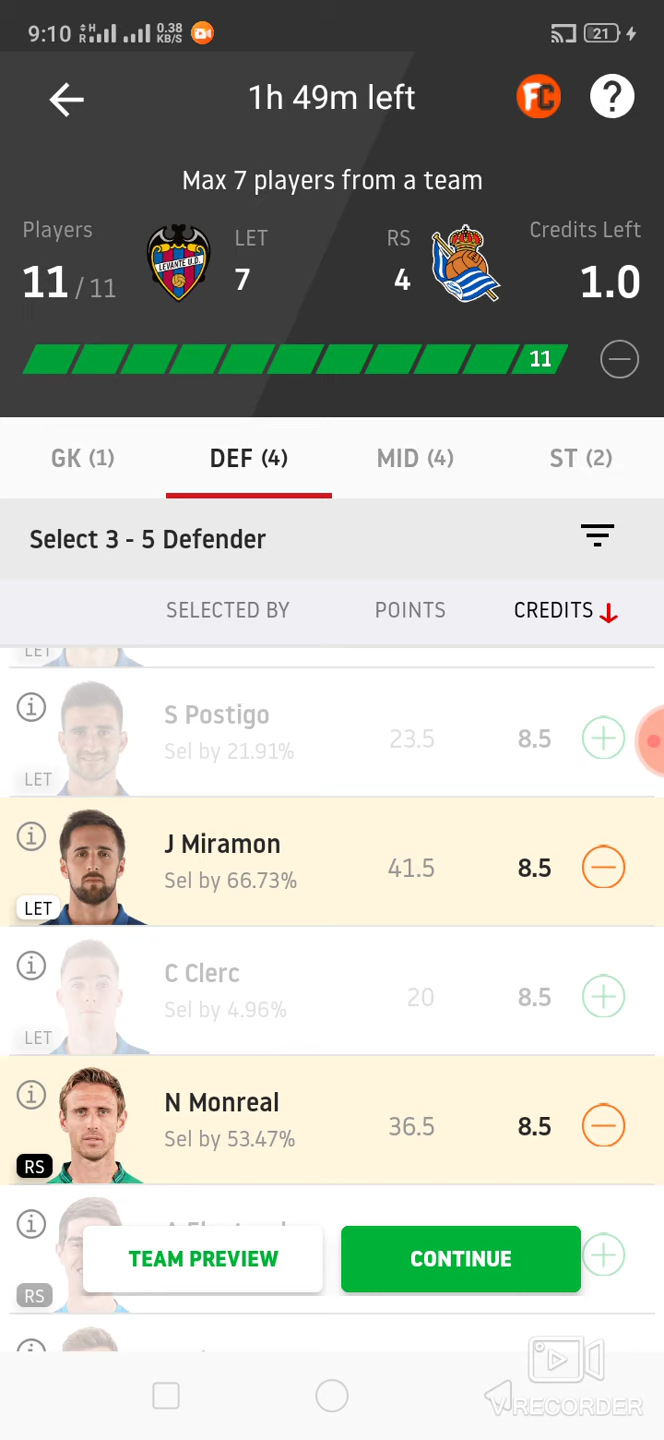 9:10 H R 0.38 KB/S 21
1h 49m left FC ?
Max 7 players from a team
Players LET RS Credits Left
11 / 11 LEVANTE U.D. 7 4 1.0
11
GK (1) DEF (4) MID (4) ST (2)
Select 3 - 5 Defender
SELECTED BY POINTS CREDITS
LET
S Postigo
Sel by 21.91% 23.5 8.5
LET
J Miramon
Sel by 66.73% 41.5 8.5
LET
C Clerc
Sel by 4.96% 20 8.5
LET
N Monreal
Sel by 53.47% 36.5 8.5
RS
TEAM PREVIEW CONTINUE
RS
VRECORDER